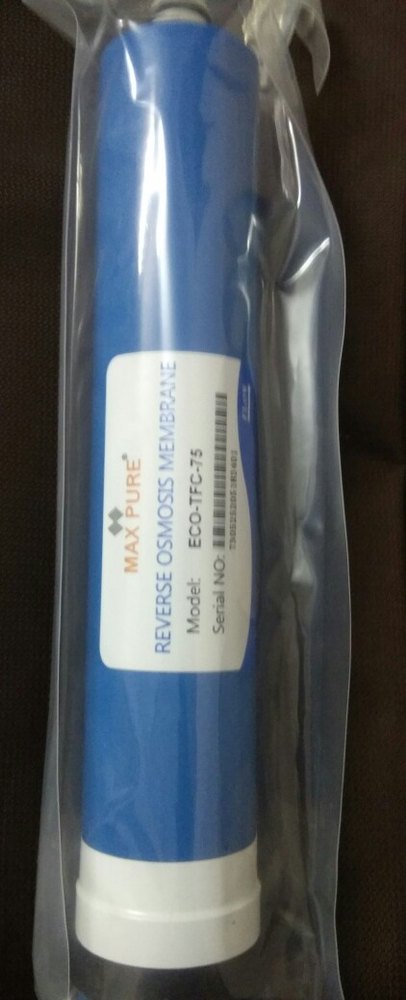 MAX PURE®
REVERSE OSMOSIS MEMBRANE
Model: ECO-TFC-75
Serial NO: